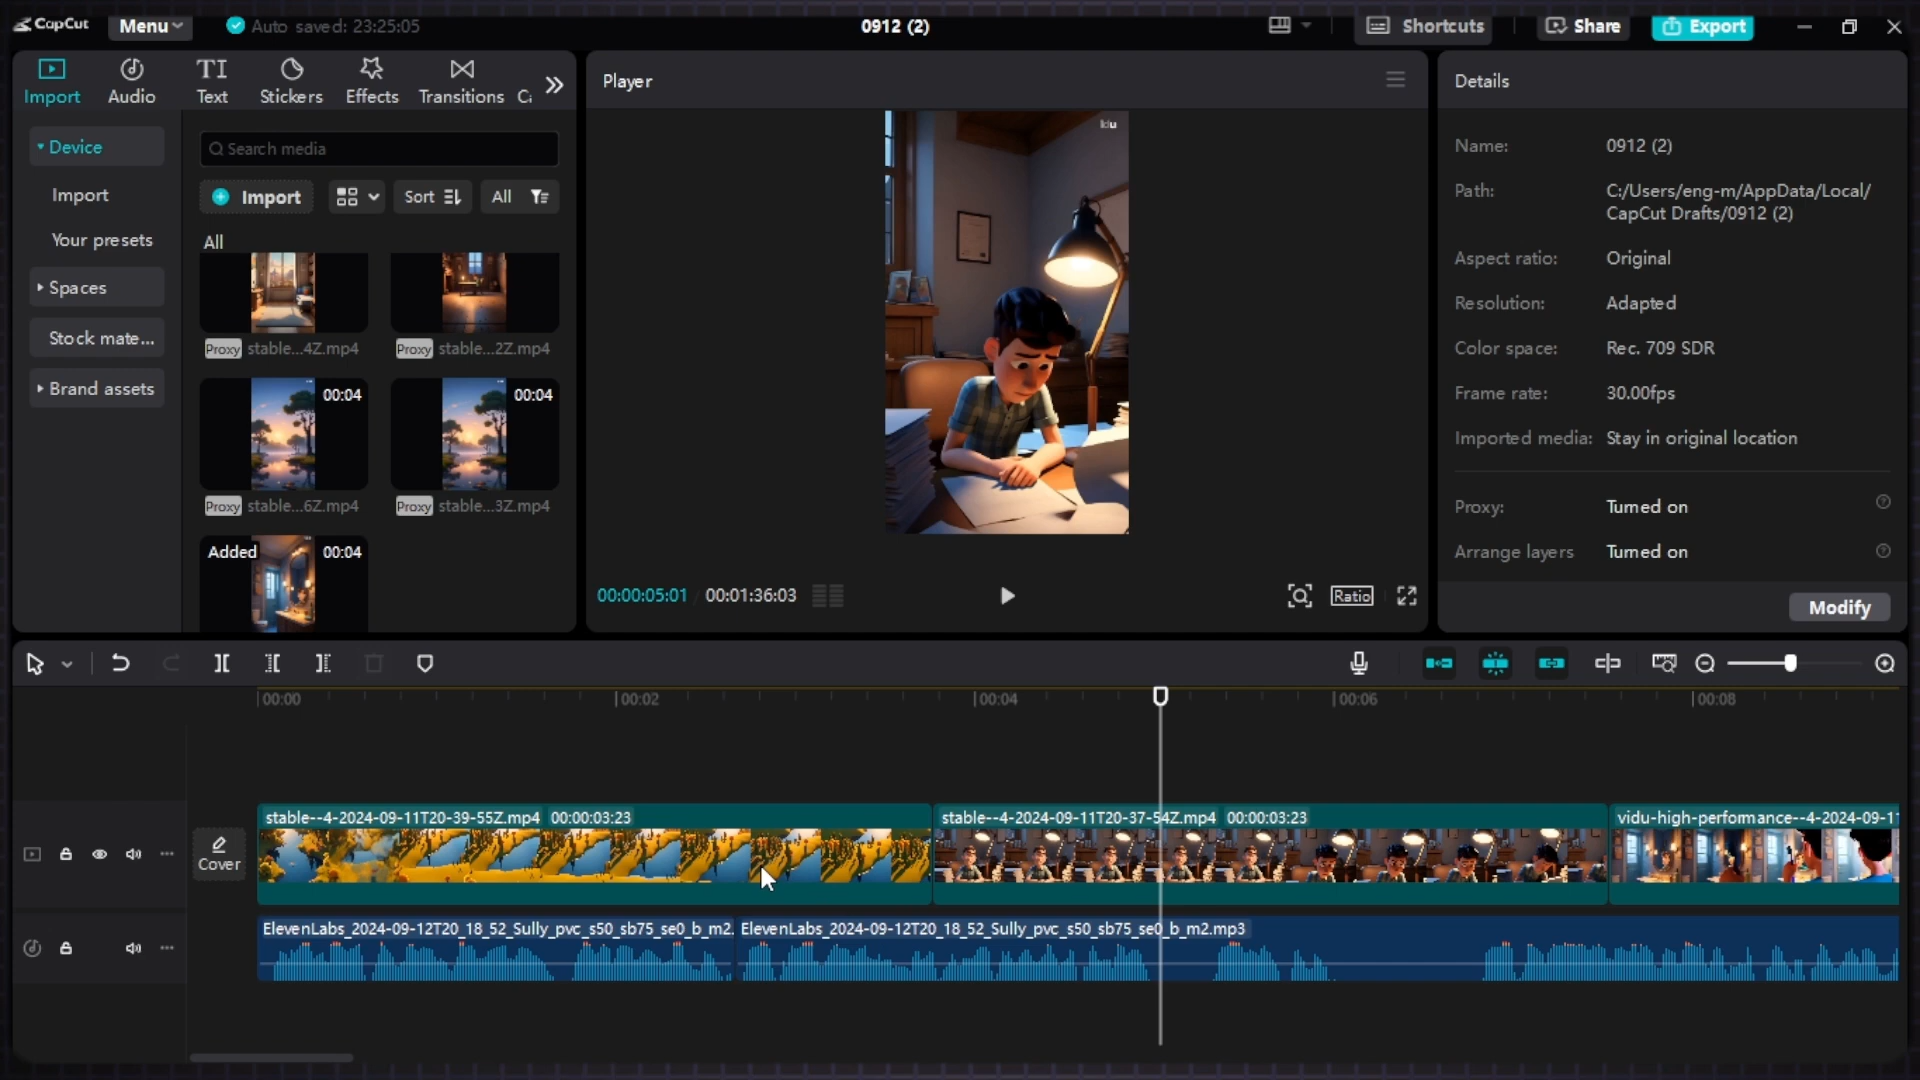 CapCut
Menu
Auto saved: 23:25:05
0912 (2)
Shortcuts
Share
Export
Import
Audio
TI
Text
Stickers
Effects
Transitions
Device
Import
Your presets
Spaces
Stock mate...
Brand assets
Search media
Import
Sort
All
All
Proxy stable...4Z.mp4
Proxy stable...2Z.mp4
00:04
00:04
Proxy stable...6Z.mp4
Proxy stable...3Z.mp4
Added 00:04
Player
00:00:05:01 00:01:36:03
Ratio
Details
Name: 0912 (2)
Path: C:/Users/eng-m/AppData/Local/
CapCut Drafts/0912 (2)
Aspect ratio: Original
Resolution: Adapted
Color space: Rec. 709 SDR
Frame rate: 30.00fps
Imported media: Stay in original location
Proxy: Turned on
Arrange layers Turned on
Modify
00:00 00:02 00:04 00:06 00:08
Cover
stable--4-2024-09-11T20-39-55Z.mp4 00:00:03:23
stable--4-2024-09-11T20-37-54Z.mp4 00:00:03:23
vidu-high-performance--4-2024-09-11
ElevenLabs_2024-09-12T20_18_52_Sully_pvc_s50_sb75_se0_b_m2.
ElevenLabs_2024-09-12T20_18_52_Sully_pvc_s50_sb75_se0_b_m2.mp3